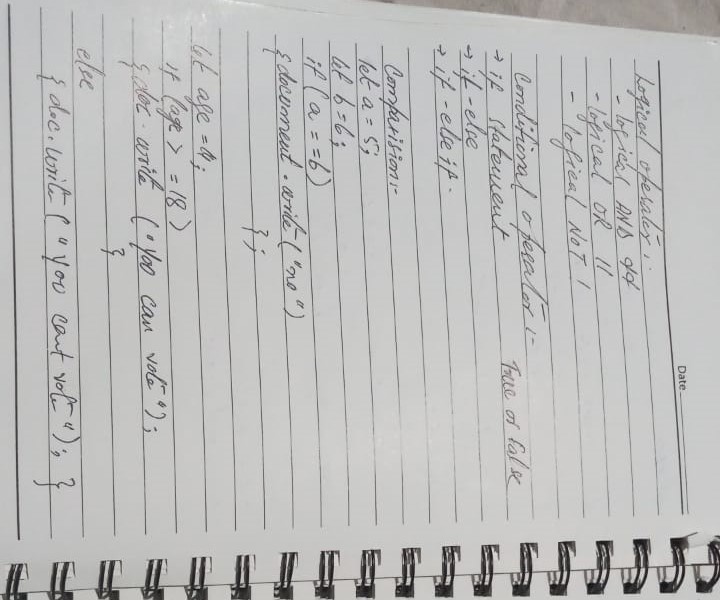 Date
Logical operator :-
- logical AND &&
- logical OR ||
- logical NOT !
Conditional operator :- True or false
→ if statement
→ if - else
→ if - else if -
Comparision:-
let a = 5;
let b = 6;
if (a == b)
{ document . write ("no")
} ;
let age = 4;
if (age >= 18)
{ doc . write ("you can vote");
}
else
{ doc. write ("you cant vote"); }